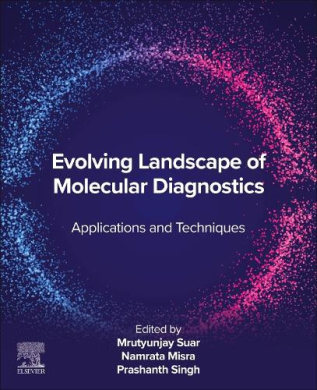 Evolving Landscape of
Molecular Diagnostics
Applications and Techniques
Edited by
Mrutyunjay Suar
Namrata Misra
Prashanth Singh
ELSEVIER